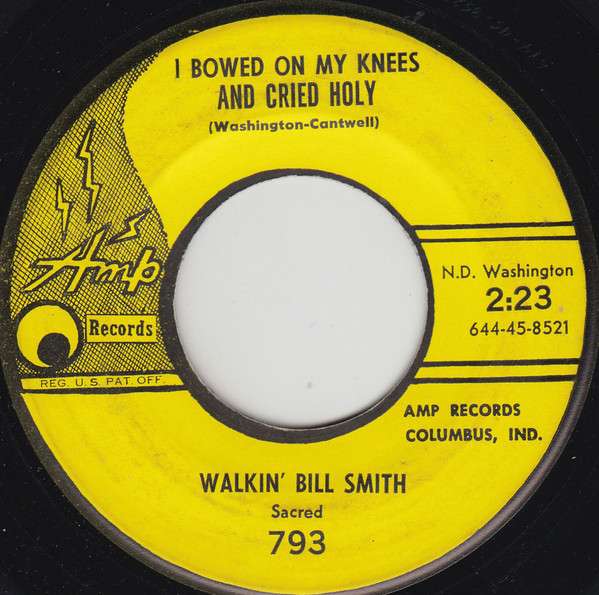 I BOWED ON MY KNEES
AND CRIED HOLY
(Washington-Cantwell)
Amp
Records
REG. U.S. PAT. OFF.
N.D. Washington
2:23
644-45-8521
AMP RECORDS
COLUMBUS, IND.
WALKIN' BILL SMITH
Sacred
793